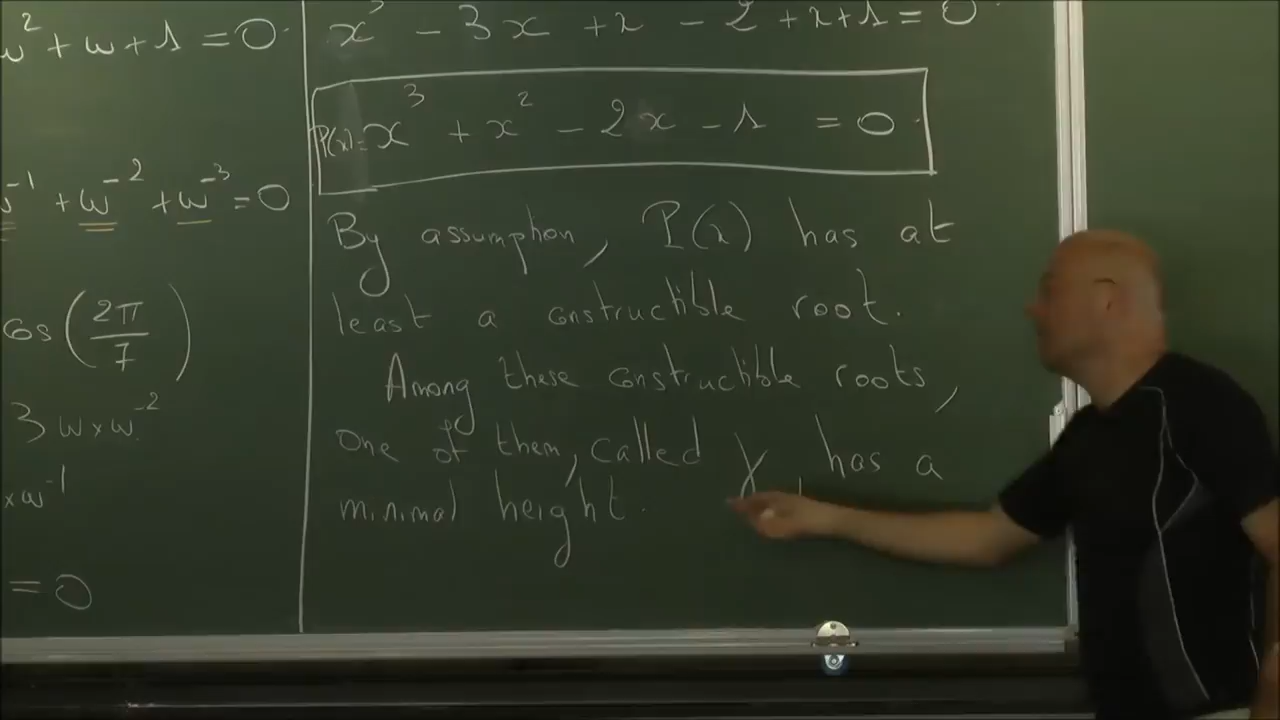 ω² + ω + 1 = 0.
ω⁻¹ + ω⁻² + ω⁻³ = 0
cos(2π/7)
3 ω×ω⁻²
×ω⁻¹
= 0
x³ - 3x + x² - 2 + x + 1 = 0
P(x) = x³ + x² - 2x - 1 = 0.
By assumption, P(x) has at
least a constructible root.
Among these constructible roots,
one of them, called γ, has a
minimal height.